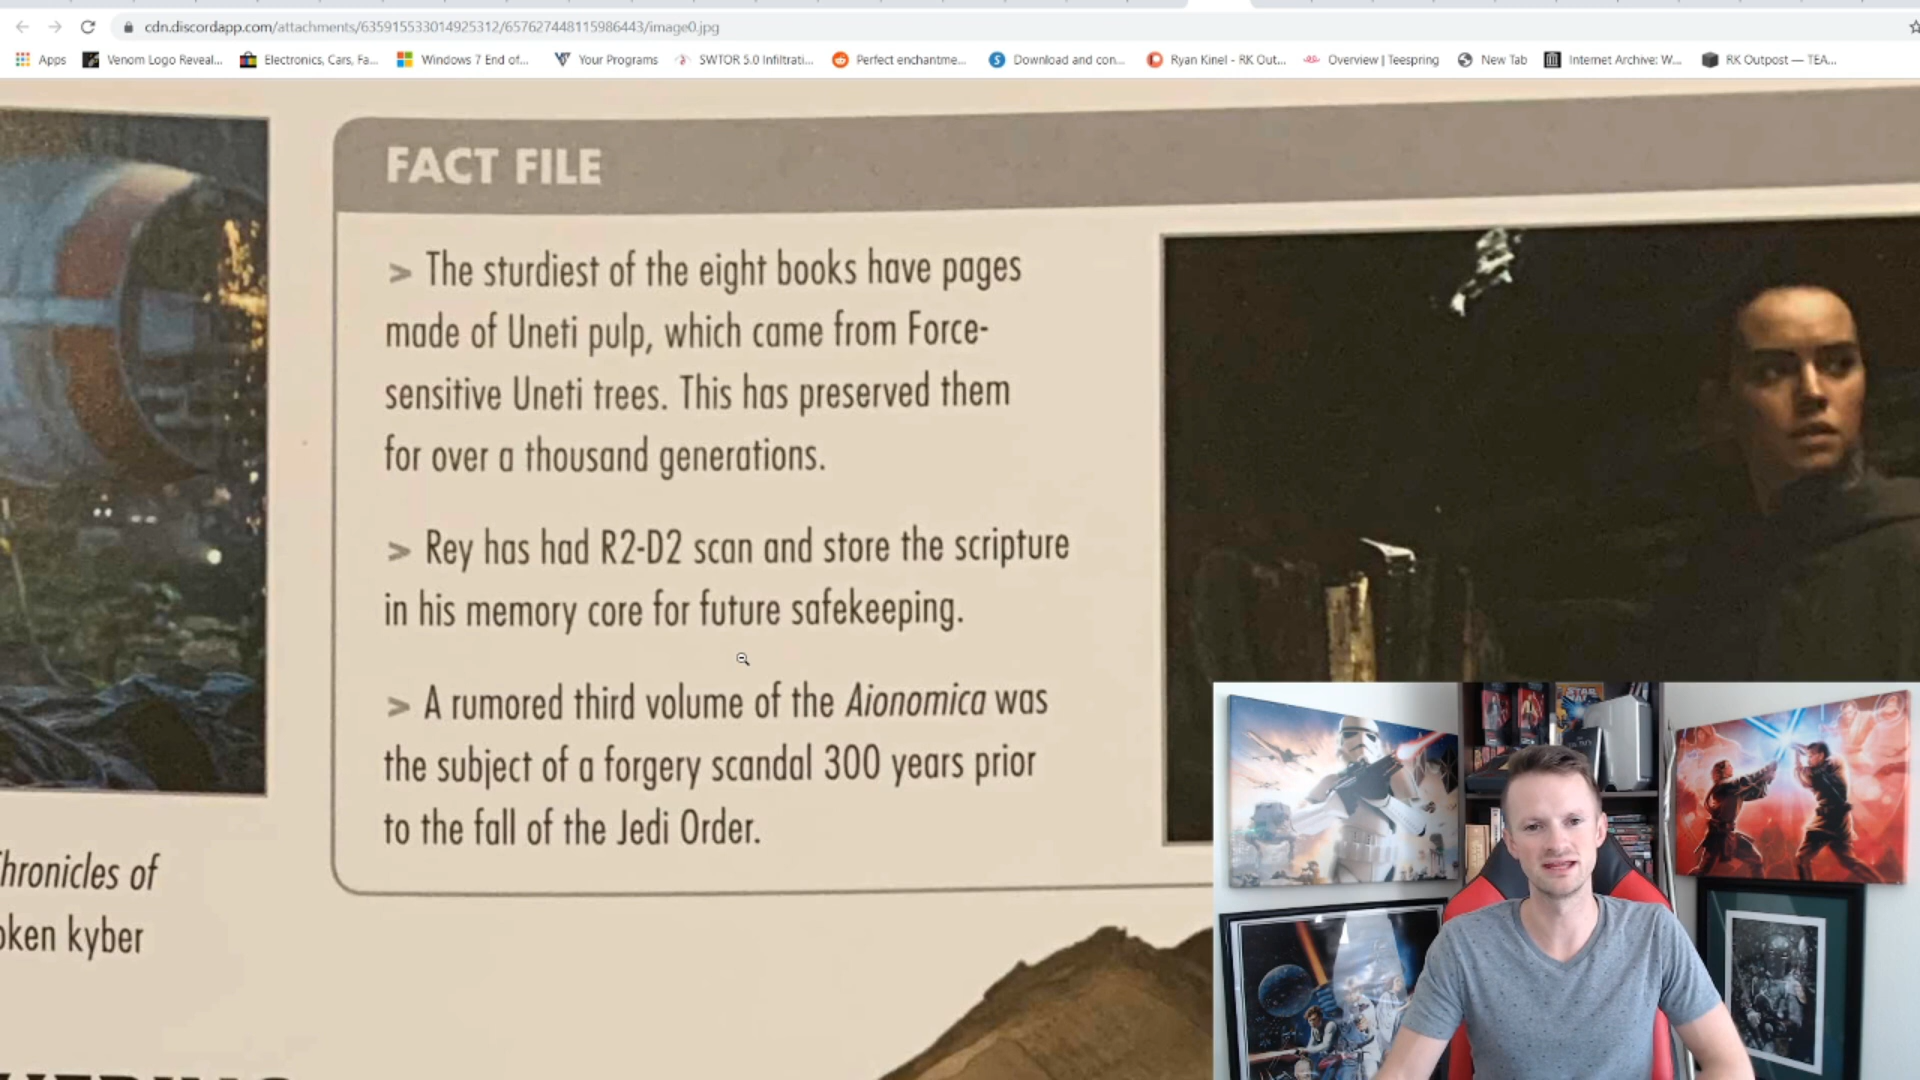 cdn.discordapp.com/attachments/635915533014925312/657627448115986443/image0.jpg
Apps
Venom Logo Reveal...
Electronics, Cars, Fa...
Windows 7 End of...
Your Programs
SWTOR 5.0 Infiltrati...
Perfect enchantme...
Download and con...
Ryan Kinel - RK Out...
Overview | Teespring
New Tab
Internet Archive: W...
RK Outpost — TEA...
FACT FILE
> The sturdiest of the eight books have pages
made of Uneti pulp, which came from Force-
sensitive Uneti trees. This has preserved them
for over a thousand generations.
> Rey has had R2-D2 scan and store the scripture
in his memory core for future safekeeping.
> A rumored third volume of the Aionomica was
the subject of a forgery scandal 300 years prior
to the fall of the Jedi Order.
hronicles of
oken kyber